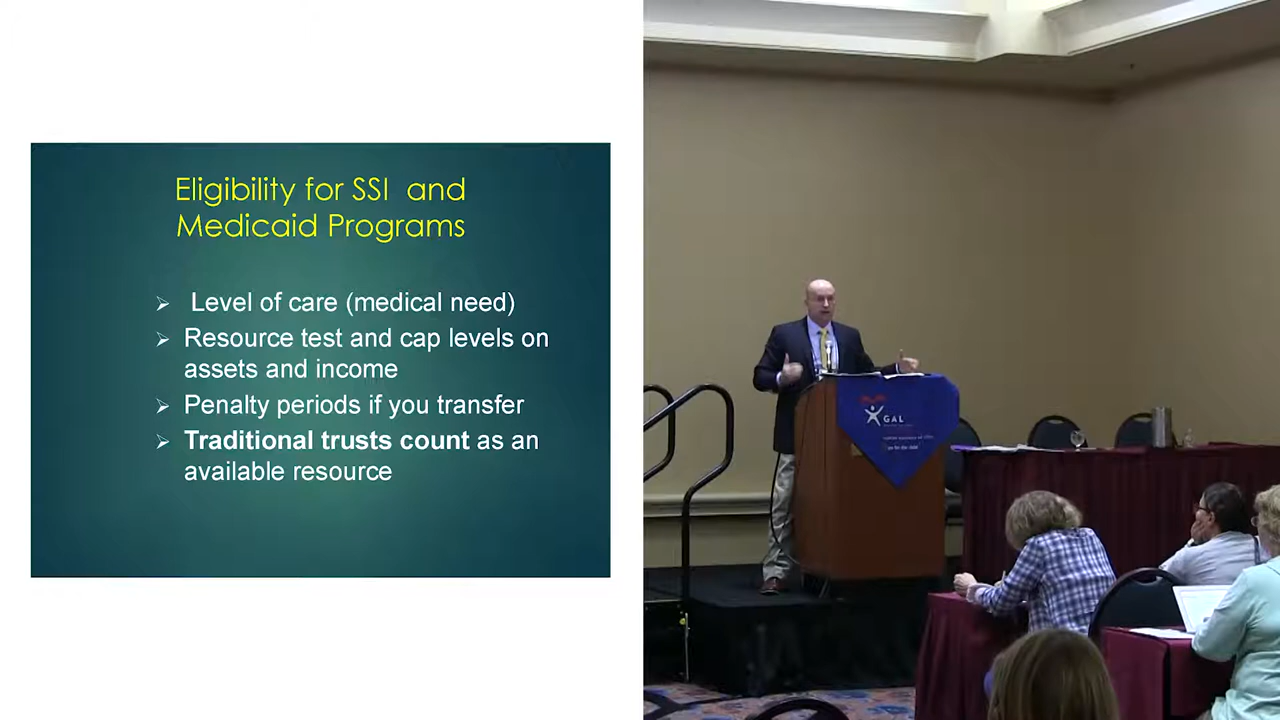 Eligibility for SSI and
Medicaid Programs
➢ Level of care (medical need)
➢ Resource test and cap levels on
assets and income
➢ Penalty periods if you transfer
➢ Traditional trusts count as an
available resource
GAL